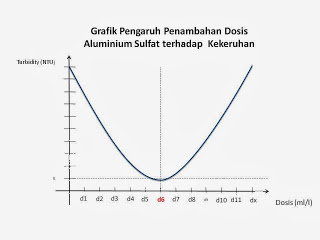 Grafik Pengaruh Penambahan Dosis
Aluminium Sulfat terhadap Kekeruhan
Turbidity (NTU)
d1 d2 d3 d4 d5 d6 d7 d8 d10 d11 dx
Dosis (ml/l)